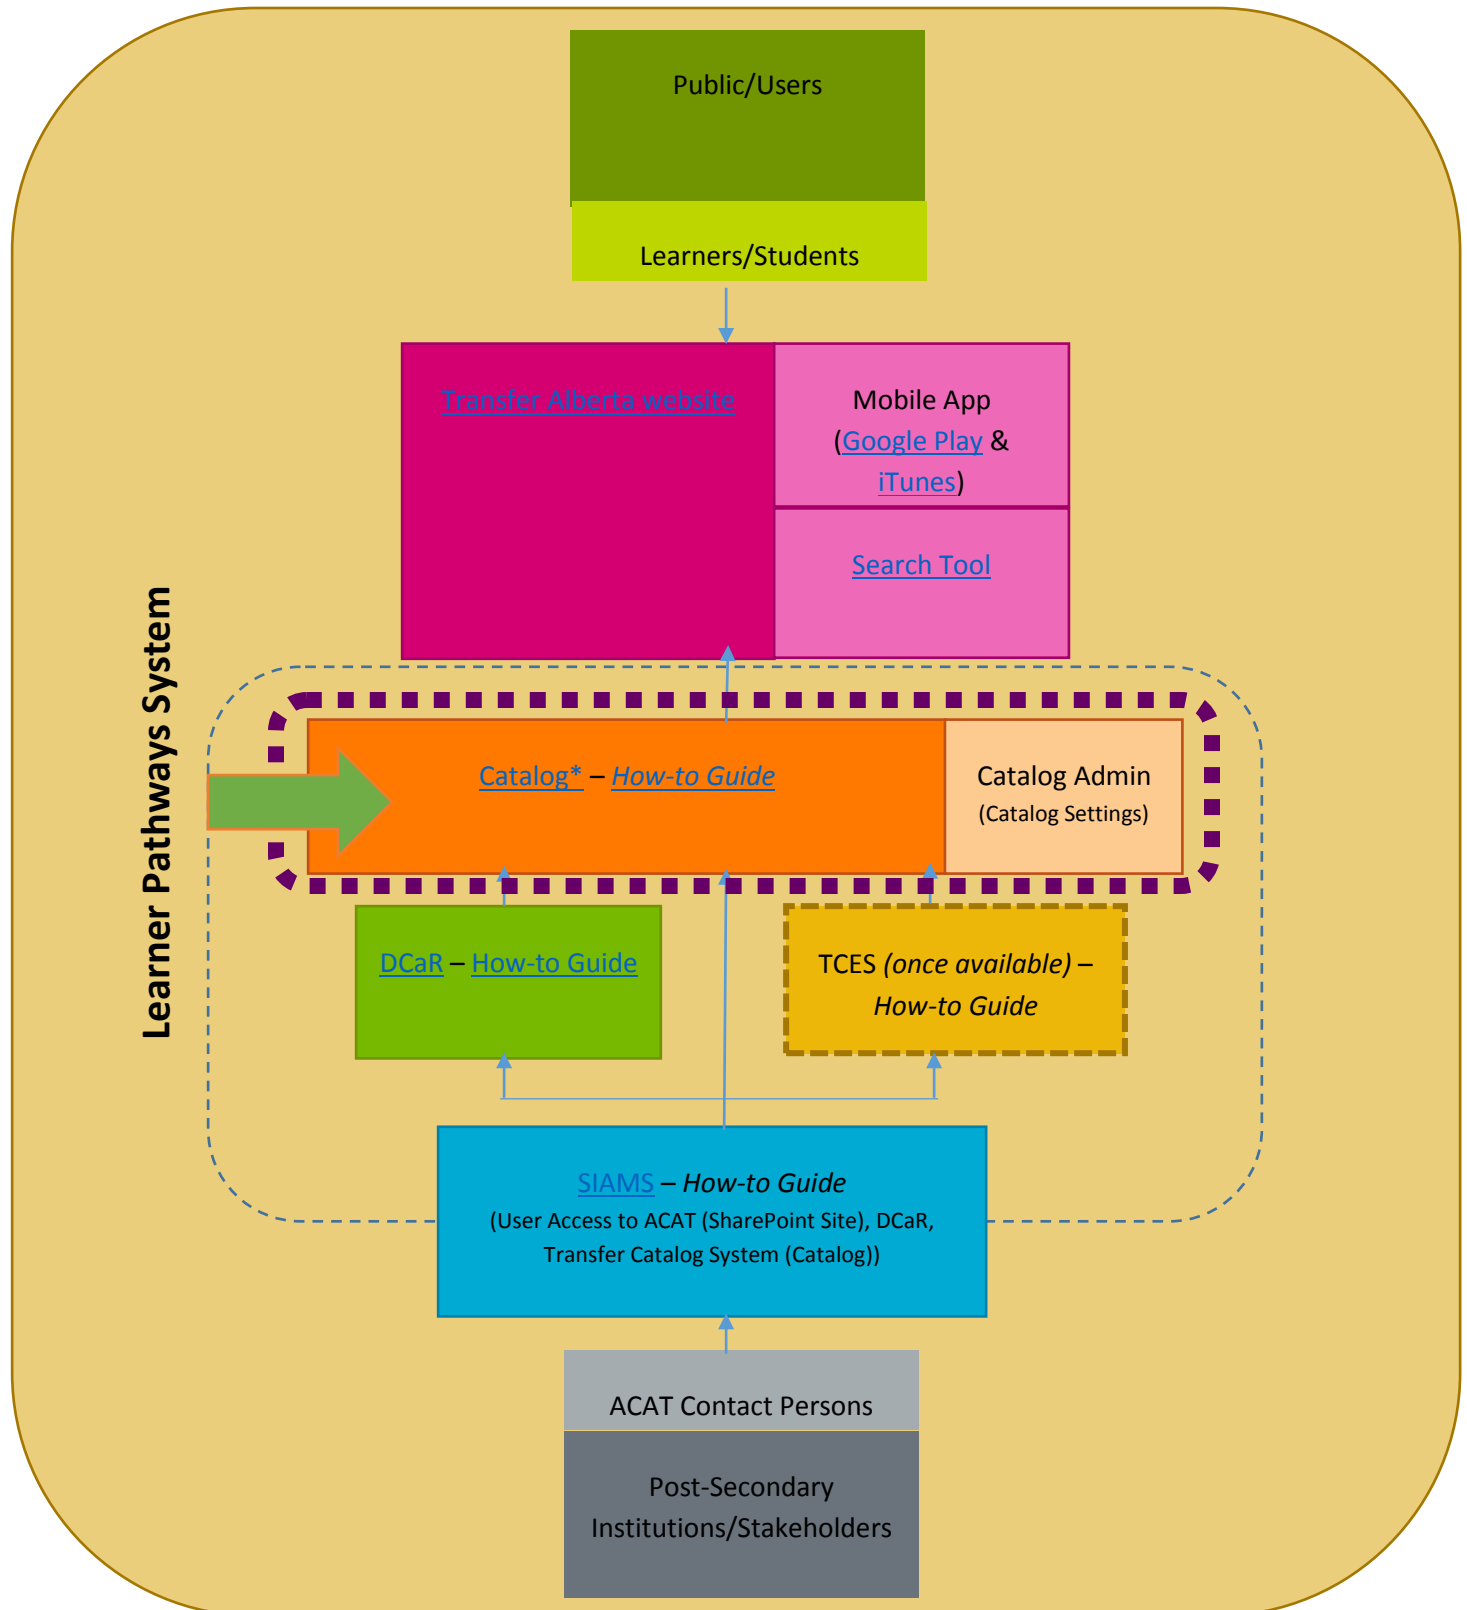 Public/Users
Learners/Students
Transfer Alberta website
Mobile App
(Google Play &
iTunes)
Search Tool
Learner Pathways System
Catalog* – How-to Guide
Catalog Admin
(Catalog Settings)
DCaR – How-to Guide
TCES (once available) –
How-to Guide
SIAMS – How-to Guide
(User Access to ACAT (SharePoint Site), DCaR,
Transfer Catalog System (Catalog))
ACAT Contact Persons
Post-Secondary
Institutions/Stakeholders